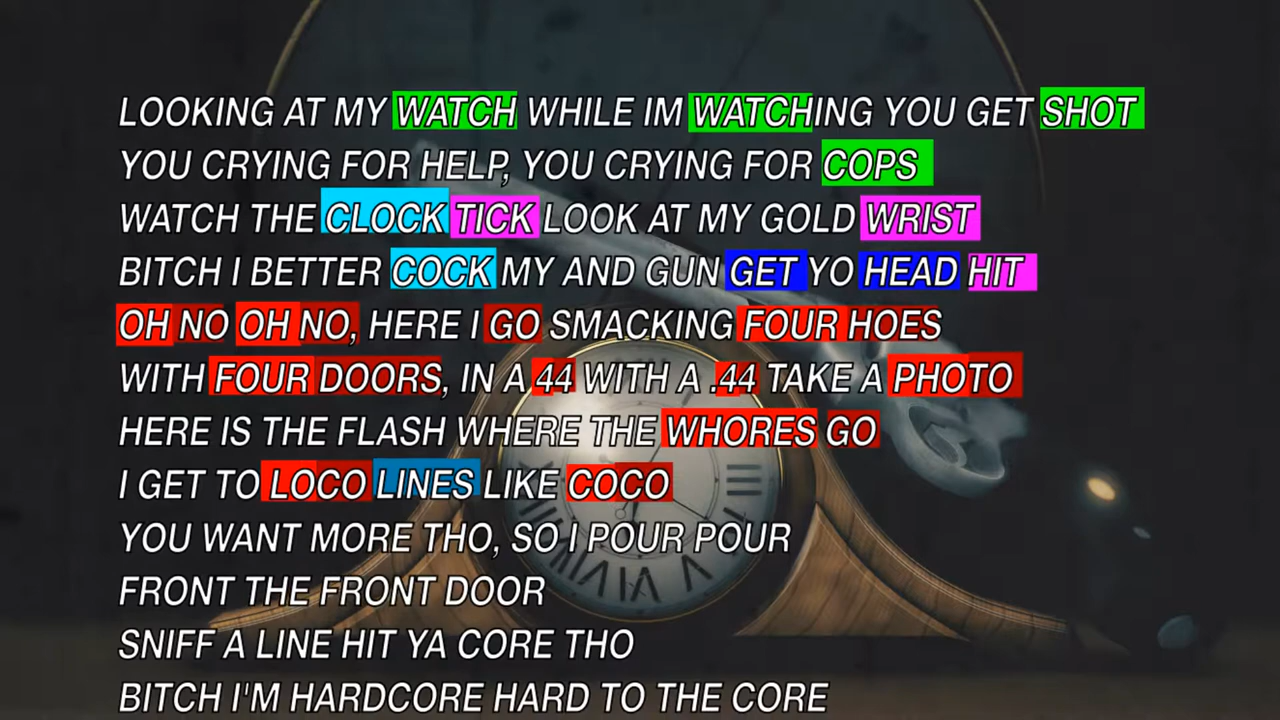 LOOKING AT MY WATCH WHILE IM WATCHING YOU GET SHOT
YOU CRYING FOR HELP, YOU CRYING FOR COPS
WATCH THE CLOCK TICK LOOK AT MY GOLD WRIST
BITCH I BETTER COCK MY AND GUN GET YO HEAD HIT
OH NO OH NO, HERE I GO SMACKING FOUR HOES
WITH FOUR DOORS, IN A 44 WITH A .44 TAKE A PHOTO
HERE IS THE FLASH WHERE THE WHORES GO
I GET TO LOCO LINES LIKE COCO
YOU WANT MORE THO, SO I POUR POUR
FRONT THE FRONT DOOR
SNIFF A LINE HIT YA CORE THO
BITCH I'M HARDCORE HARD TO THE CORE